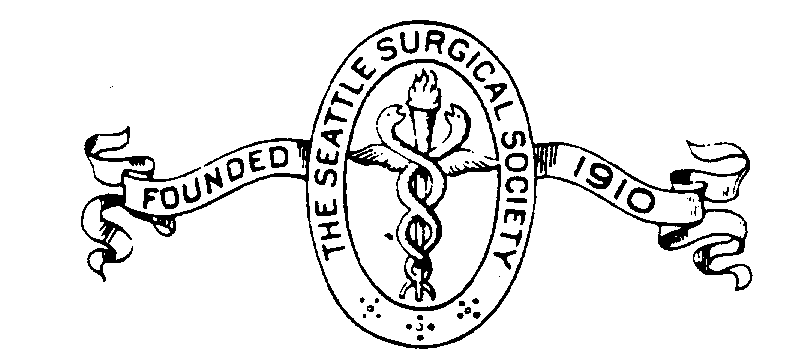 THE SEATTLE SURGICAL SOCIETY
FOUNDED 1910